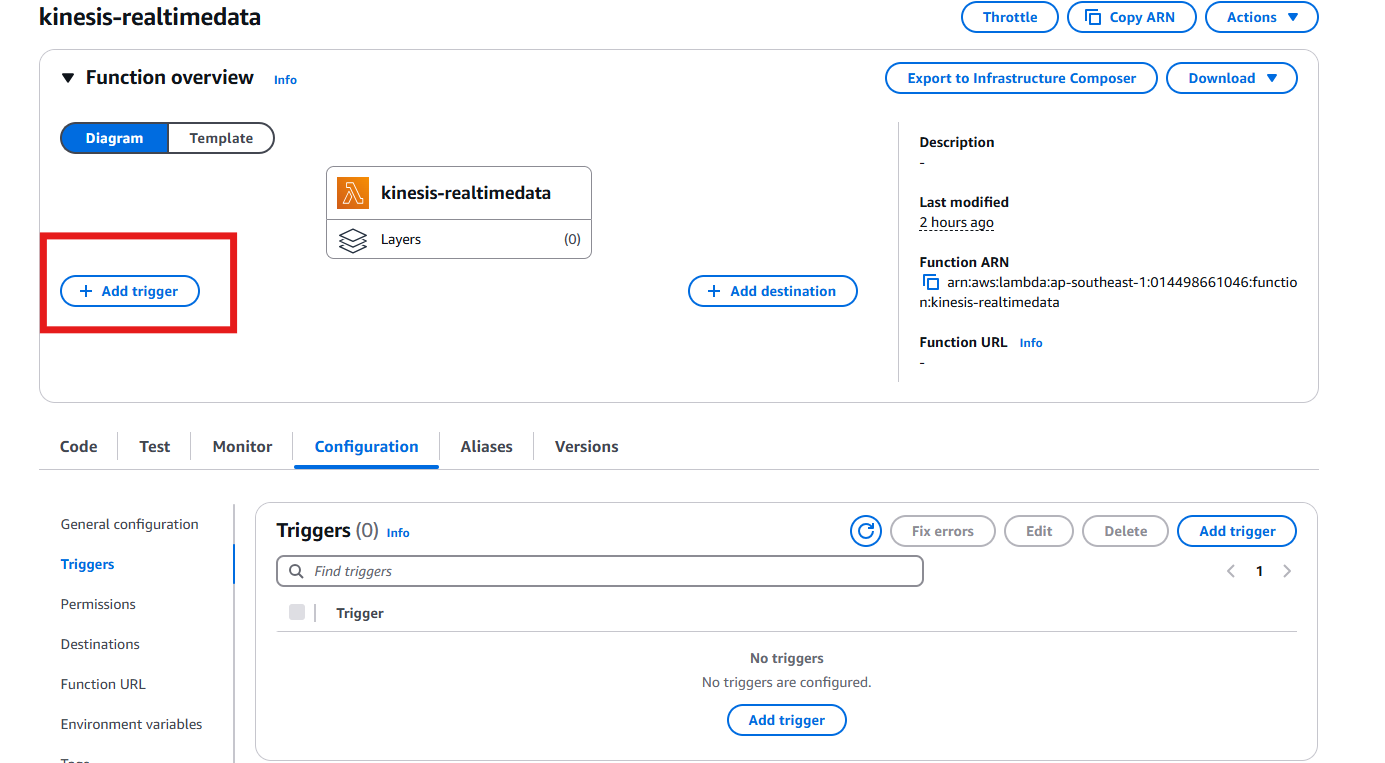 kinesis-realtimedata
Throttle
Copy ARN
Actions
Function overview
Info
Export to Infrastructure Composer
Download
Diagram
Template
kinesis-realtimedata
Layers
(0)
Add trigger
Add destination
Description
-
Last modified
2 hours ago
Function ARN
arn:aws:lambda:ap-southeast-1:014498661046:functio
n:kinesis-realtimedata
Function URL
Info
-
Code
Test
Monitor
Configuration
Aliases
Versions
General configuration
Triggers
Permissions
Destinations
Function URL
Environment variables
Triggers (0)
Info
Fix errors
Edit
Delete
Add trigger
Find triggers
1
Trigger
No triggers
No triggers are configured.
Add trigger